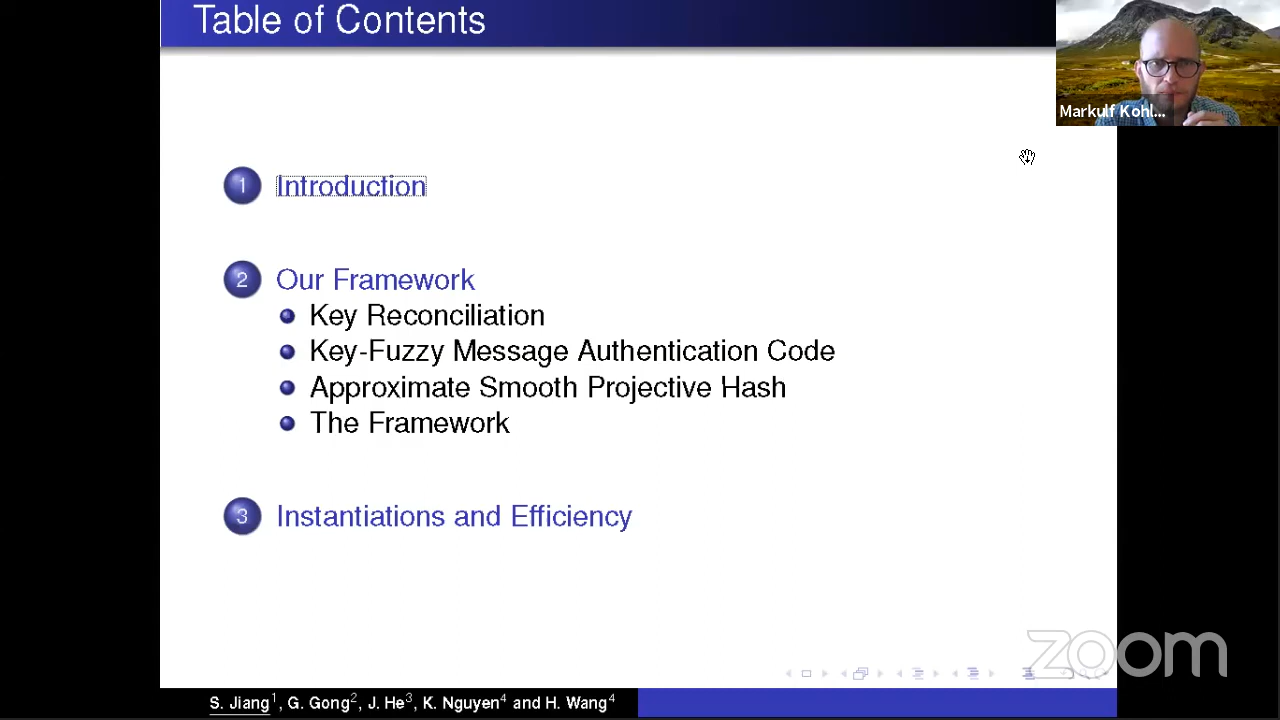 Table of Contents
Markulf Kohl...
1 Introduction
2 Our Framework
Key Reconciliation
Key-Fuzzy Message Authentication Code
Approximate Smooth Projective Hash
The Framework
3 Instantiations and Efficiency
zoom
S. Jiang1, G. Gong2, J. He3, K. Nguyen4 and H. Wang4